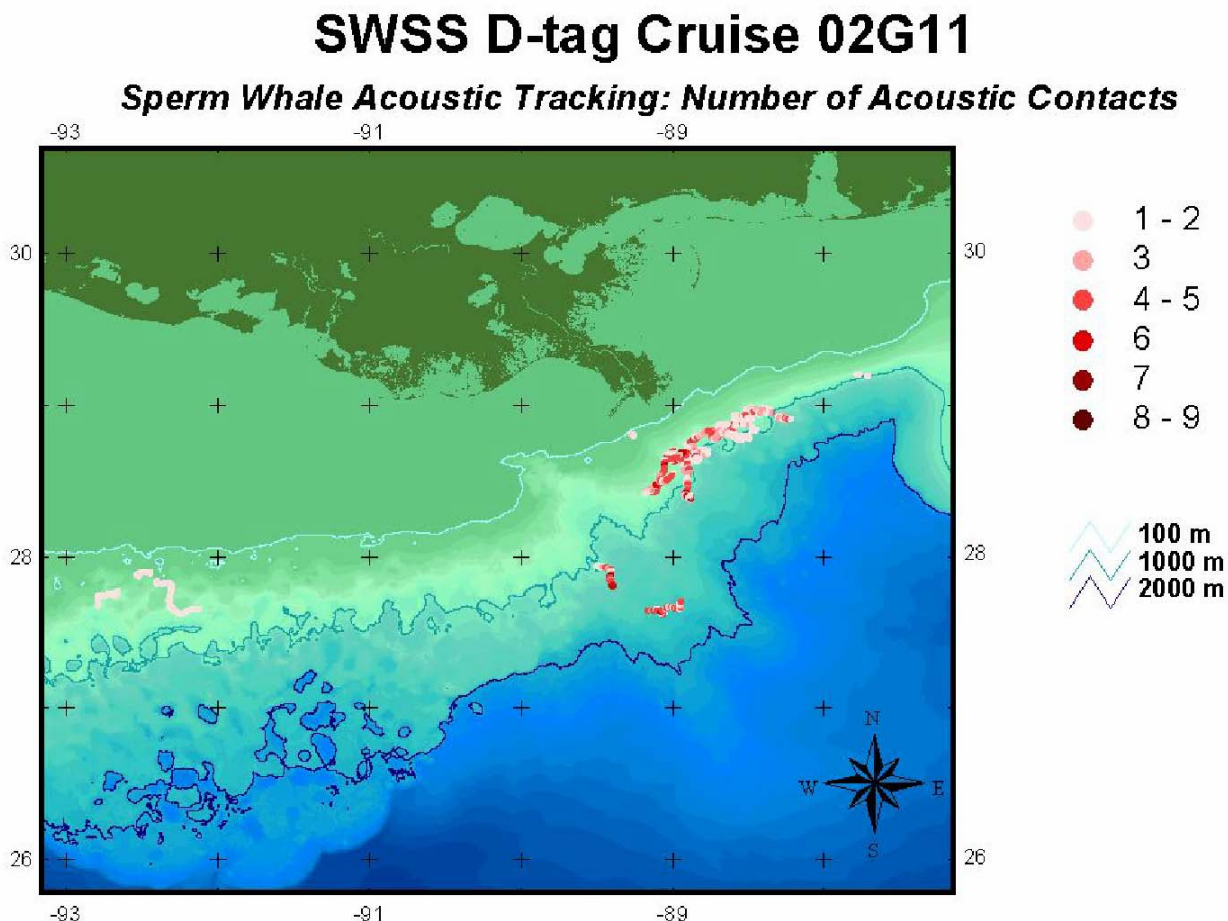 SWSS D-tag Cruise 02G11
Sperm Whale Acoustic Tracking: Number of Acoustic Contacts
-93 -91 -89
30 30
28 28
26 26
-93 -91 -89
N
W E
S
1 - 2
3
4 - 5
6
7
8 - 9
100 m
1000 m
2000 m